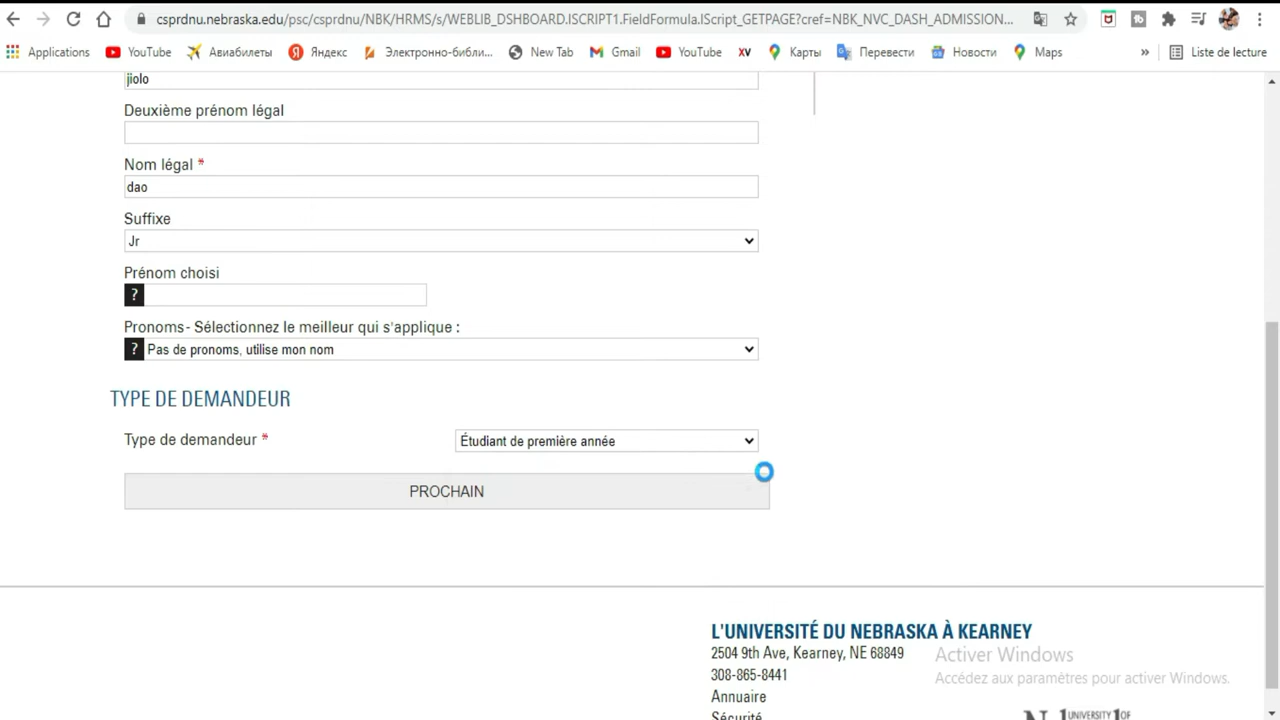 csprdnu.nebraska.edu/psc/csprdnu/NBK/HRMS/s/WEBLIB_DSHBOARD.ISCRIPT1.FieldFormula.IScript_GETPAGE?cref=NBK_NVC_DASH_ADMISSION...
Applications YouTube Авиабилеты Яндекс Электронно-библи... New Tab Gmail YouTube XV Карты Перевести Новости Maps » Liste de lecture
jiolo
Deuxième prénom légal
Nom légal *
dao
Suffixe
Jr
Prénom choisi
?
Pronoms- Sélectionnez le meilleur qui s'applique :
? Pas de pronoms, utilise mon nom
TYPE DE DEMANDEUR
Type de demandeur * Étudiant de première année
PROCHAIN
L'UNIVERSITÉ DU NEBRASKA À KEARNEY
2504 9th Ave, Kearney, NE 68849
Activer Windows
308-865-8441
Accédez aux paramètres pour activer Windows.
Annuaire
Sécurité
UNIVERSITY OF